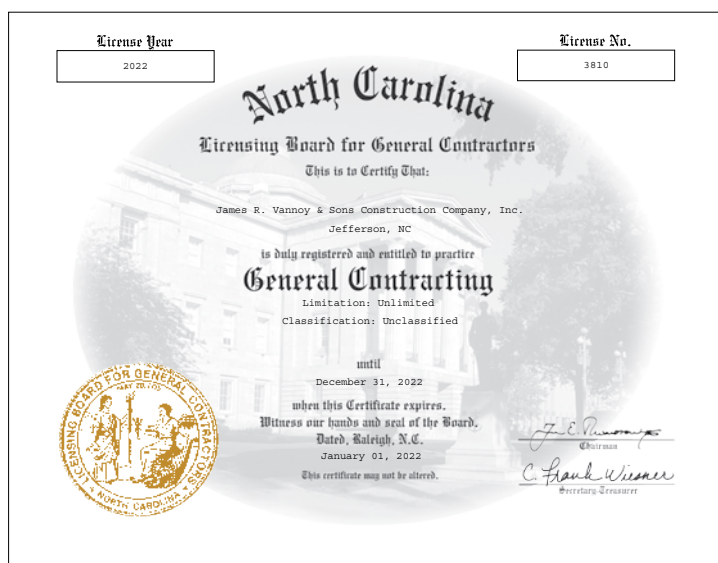 License Year
2022
License No.
3810
North Carolina
Licensing Board for General Contractors
This is to Certify That:
James R. Vannoy & Sons Construction Company, Inc.
Jefferson, NC
is duly registered and entitled to practice
General Contracting
Limitation: Unlimited
Classification: Unclassified
until
December 31, 2022
when this Certificate expires.
Witness our hands and seal of the Board.
Dated, Raleigh, N.C.
January 01, 2022
This certificate may not be altered.
LICENSING BOARD FOR GENERAL CONTRACTORS
NORTH CAROLINA
Chairman
C. Frank Wiesner
Secretary-Treasurer